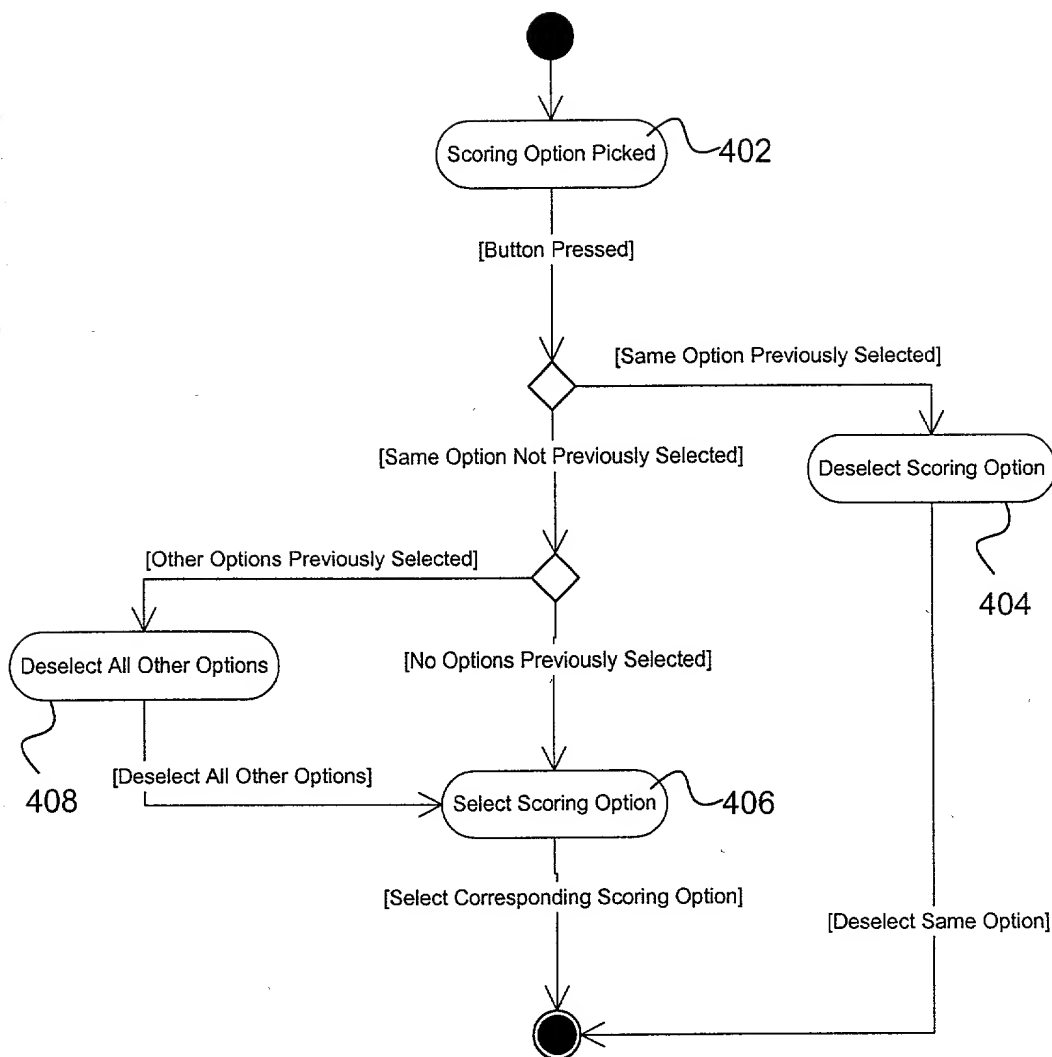 Scoring Option Picked
402
[Button Pressed]
[Same Option Previously Selected]
[Same Option Not Previously Selected]
Deselect Scoring Option
404
[Other Options Previously Selected]
[No Options Previously Selected]
Deselect All Other Options
408
[Deselect All Other Options]
Select Scoring Option
406
[Select Corresponding Scoring Option]
[Deselect Same Option]